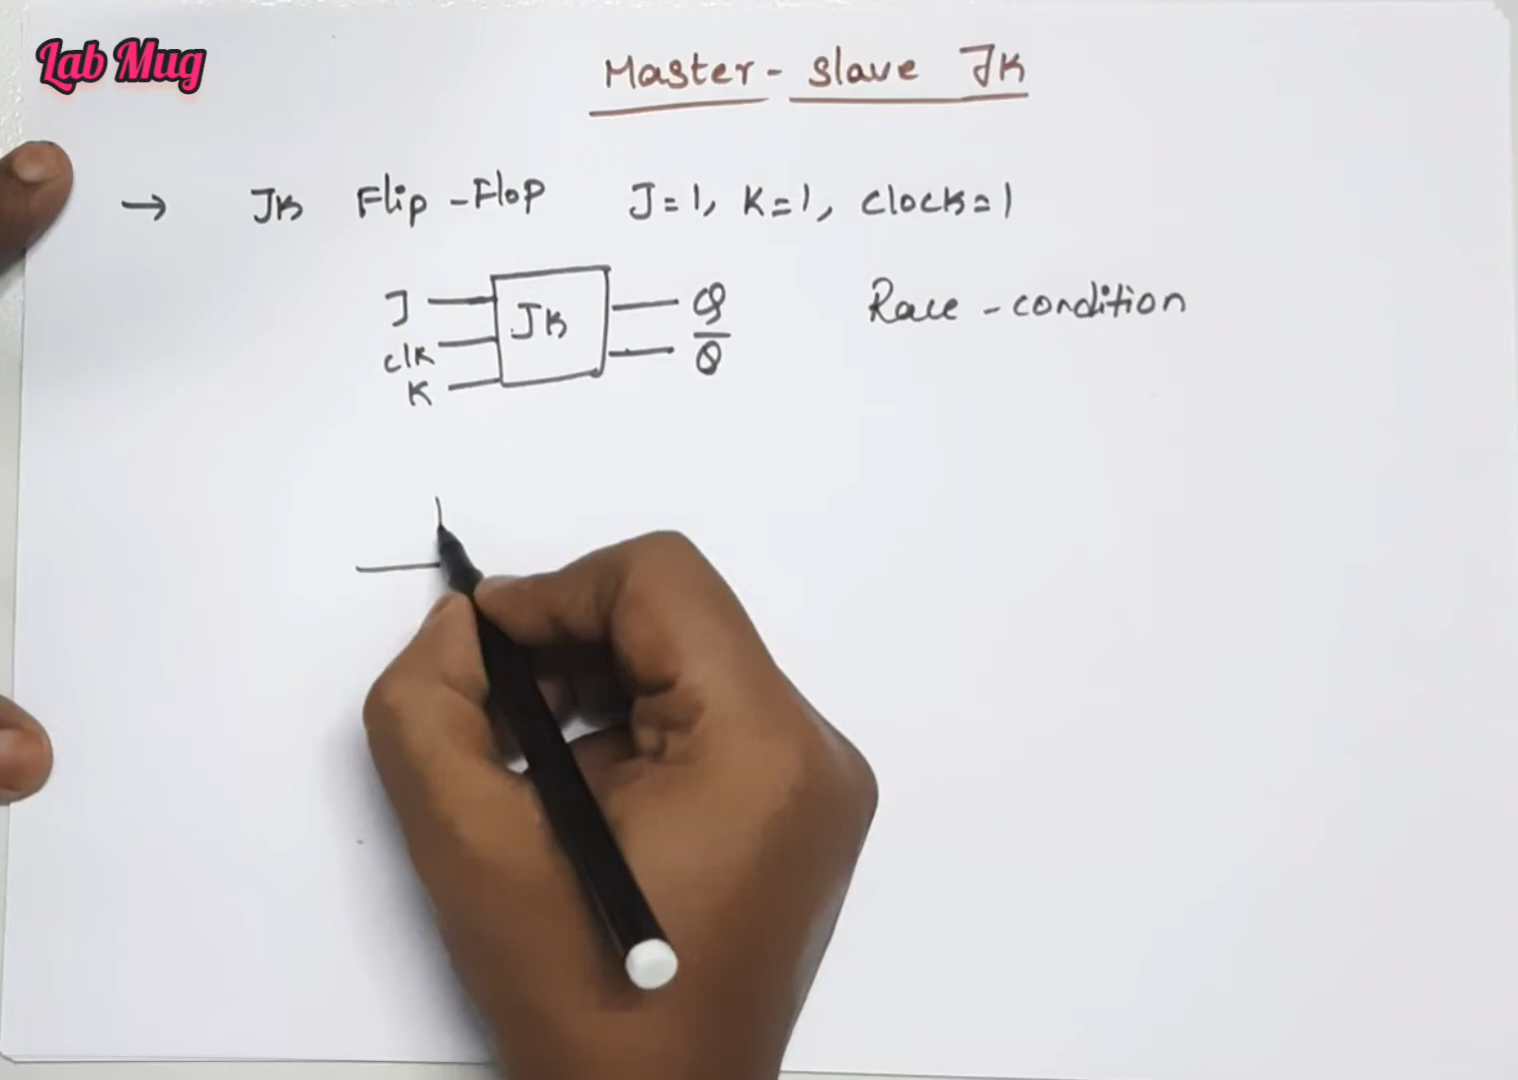 Lab Mug
Master - slave JK
→ JK Flip - Flop J=1, K=1, clock=1
J
clk
K
JK
Q
Q̅
Race - condition